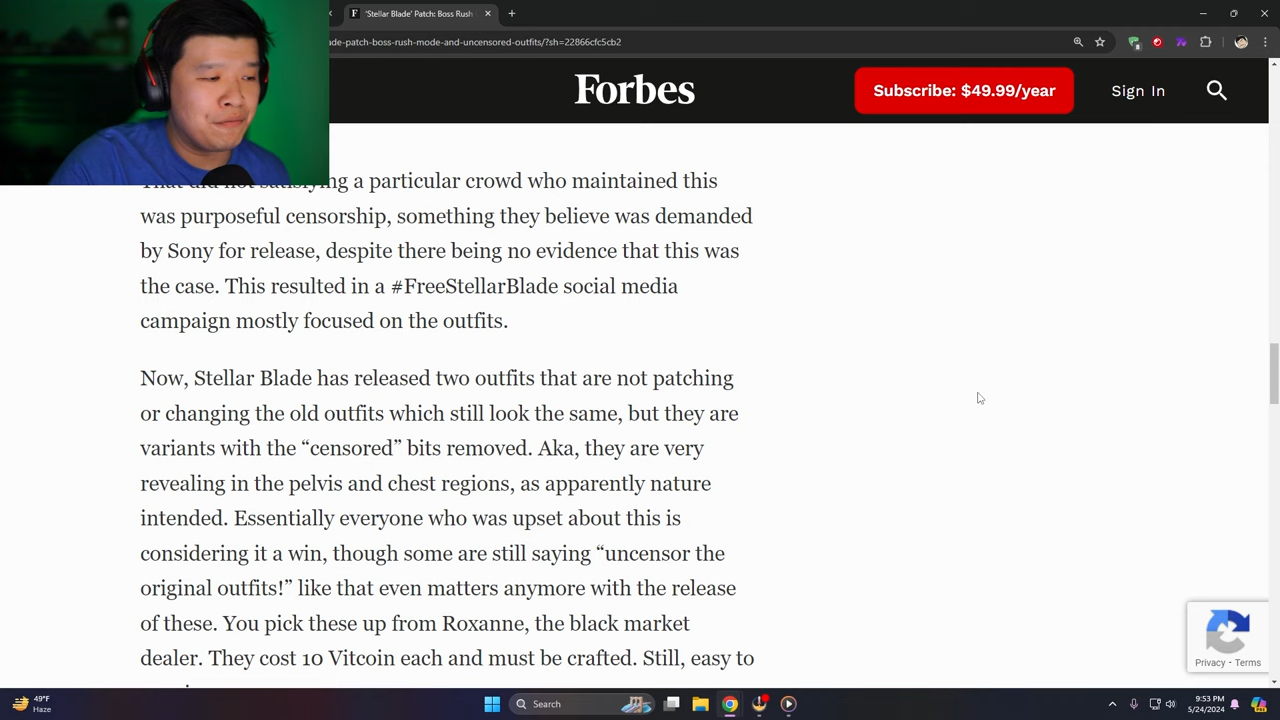 'Stellar Blade' Patch: Boss Rush
de-patch-boss-rush-mode-and-uncensored-outfits/?sh=22866cfc5cb2
Forbes
Subscribe: $49.99/year
Sign In
That did not satisfying a particular crowd who maintained this
was purposeful censorship, something they believe was demanded
by Sony for release, despite there being no evidence that this was
the case. This resulted in a #FreeStellarBlade social media
campaign mostly focused on the outfits.
Now, Stellar Blade has released two outfits that are not patching
or changing the old outfits which still look the same, but they are
variants with the “censored” bits removed. Aka, they are very
revealing in the pelvis and chest regions, as apparently nature
intended. Essentially everyone who was upset about this is
considering it a win, though some are still saying “uncensor the
original outfits!” like that even matters anymore with the release
of these. You pick these up from Roxanne, the black market
dealer. They cost 10 Vitcoin each and must be crafted. Still, easy to
Privacy - Terms
49°F
Haze
Search
9:53 PM
5/24/2024